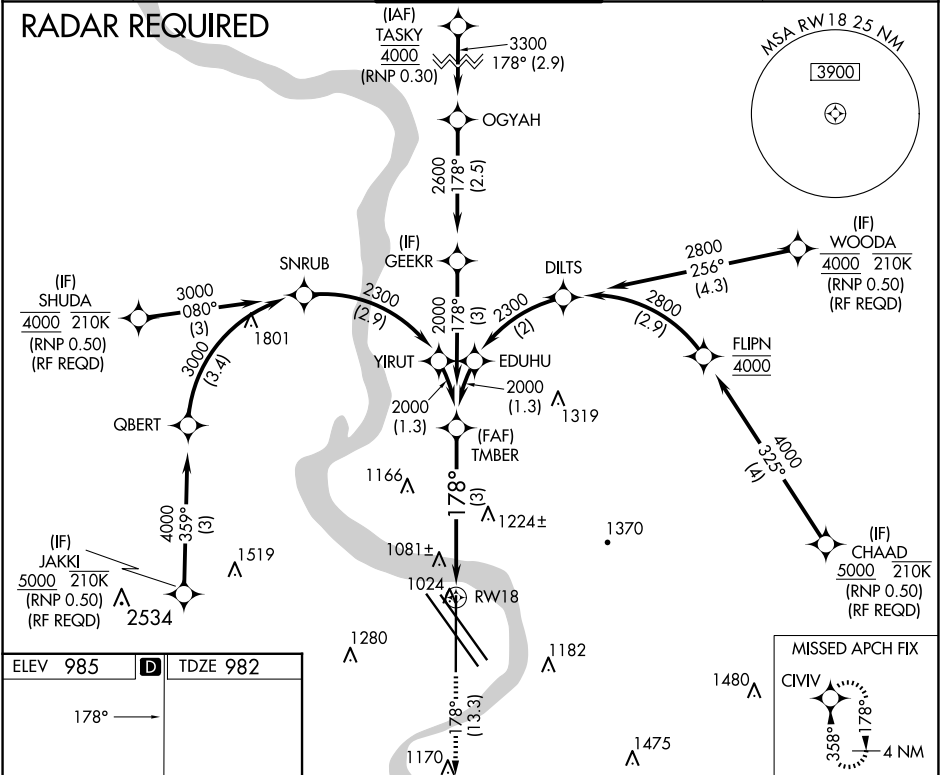 RADAR REQUIRED
(IAF)
TASKY
4000
(RNP 0.30)
3300
178° (2.9)
OGYAH
2600
178°
(2.5)
(IF)
GEEKR
2000
178°
(3)
MSA RW18 25 NM
3900
(IF)
SHUDA
4000 210K
(RNP 0.50)
(RF REQD)
3000
080°
(3)
SNRUB
1801
3000
(3.4)
2300
(2.9)
QBERT
4000
359°
(3)
(IF)
JAKKI
5000 210K
(RNP 0.50)
(RF REQD)
2534
1519
YIRUT
EDUHU
2000
(1.3)
2000
(1.3)
DILTS
2300
(2)
2800
256°
(4.3)
(IF)
WOODA
4000 210K
(RNP 0.50)
(RF REQD)
2800
(2.9)
FLIPN
4000
4000
325°
(4)
(IF)
CHAAD
5000 210K
(RNP 0.50)
(RF REQD)
1319
(FAF)
TMBER
178°
(3)
1166
1224±
1370
1081±
1024
RW18
1280
1182
1480
178°
(13.3)
1170
1475
ELEV 985
D
TDZE 982
178°
MISSED APCH FIX
CIVIV
358°
178°
4 NM